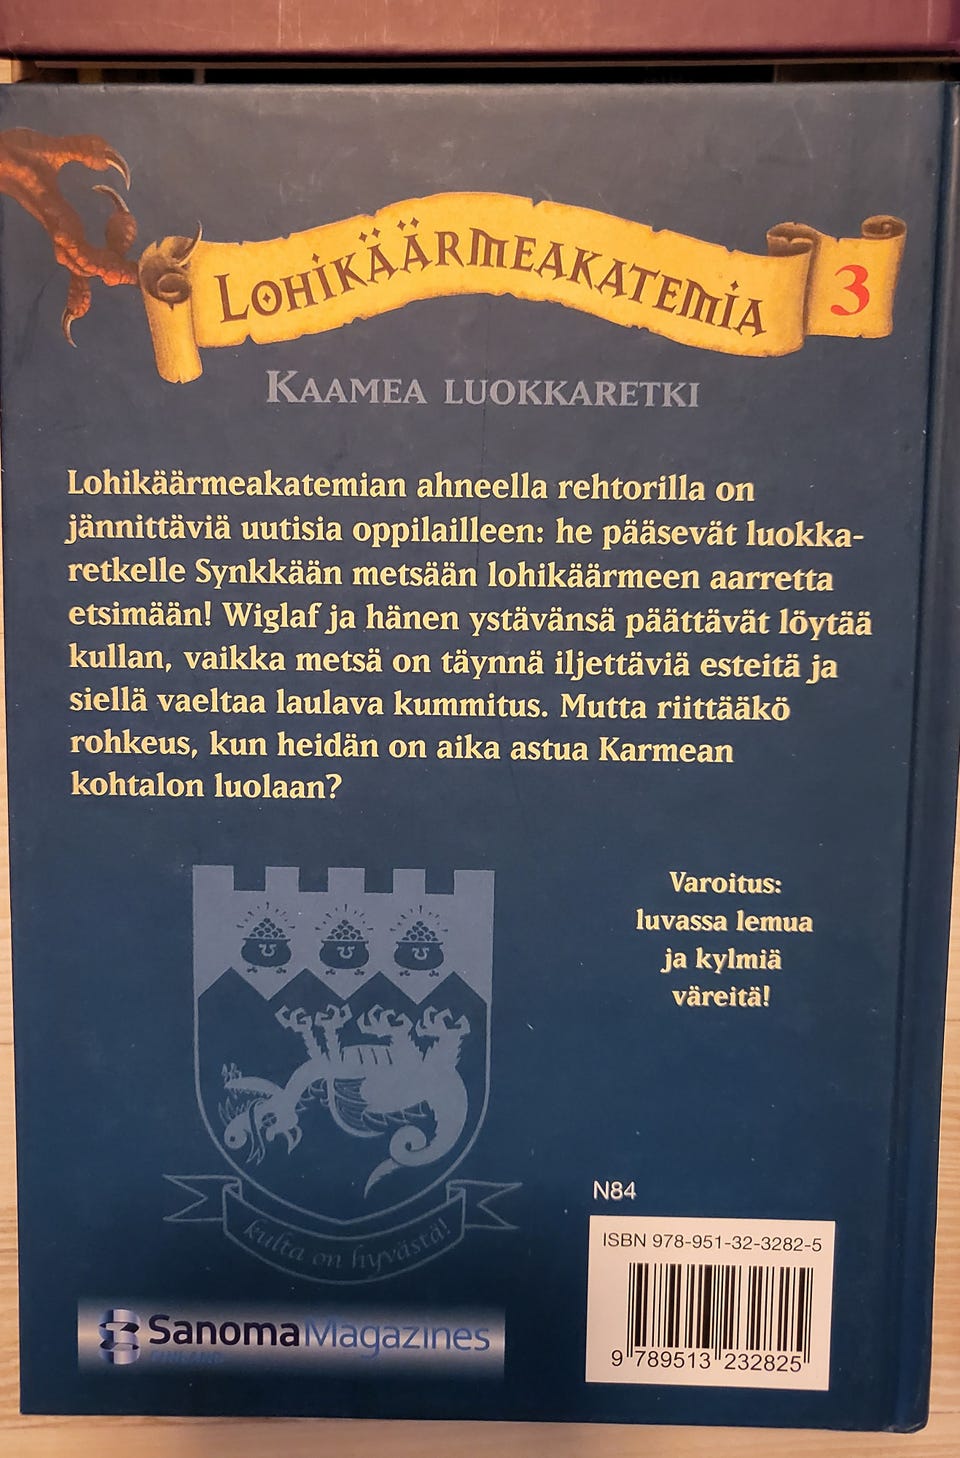 LOHIKÄÄRMEAKATEMIA 3
KAAMEA LUOKKARETKI
Lohikäärmeakatemian ahneella rehtorilla on
jännittäviä uutisia oppilailleen: he pääsevät luokka-
retkelle Synkkään metsään lohikäärmeen aarretta
etsimään! Wiglaf ja hänen ystävänsä päättävät löytää
kullan, vaikka metsä on täynnä iljettäviä esteitä ja
siellä vaeltaa laulava kummitus. Mutta riittääkö
rohkeus, kun heidän on aika astua Karmean
kohtalon luolaan?
Varoitus:
luvassa lemua
ja kylmiä
väreitä!
kulta on hyvästä!
N84
ISBN 978-951-32-3282-5
9 789513 232825
SanomaMagazines
FINLAND